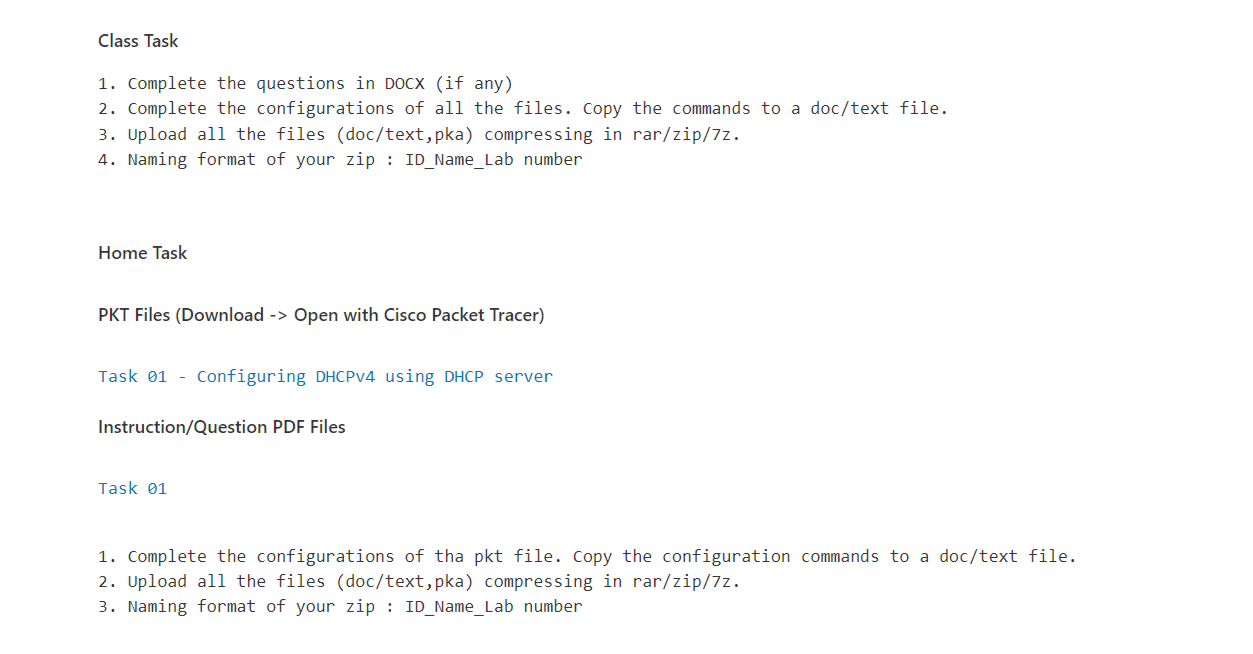 Class Task
1. Complete the questions in DOCX (if any)
2. Complete the configurations of all the files. Copy the commands to a doc/text file.
3. Upload all the files (doc/text,pka) compressing in rar/zip/7z.
4. Naming format of your zip : ID_Name_Lab number
Home Task
PKT Files (Download -> Open with Cisco Packet Tracer)
Task 01 - Configuring DHCPv4 using DHCP server
Instruction/Question PDF Files
Task 01
1. Complete the configurations of tha pkt file. Copy the configuration commands to a doc/text file.
2. Upload all the files (doc/text,pka) compressing in rar/zip/7z.
3. Naming format of your zip : ID_Name_Lab number